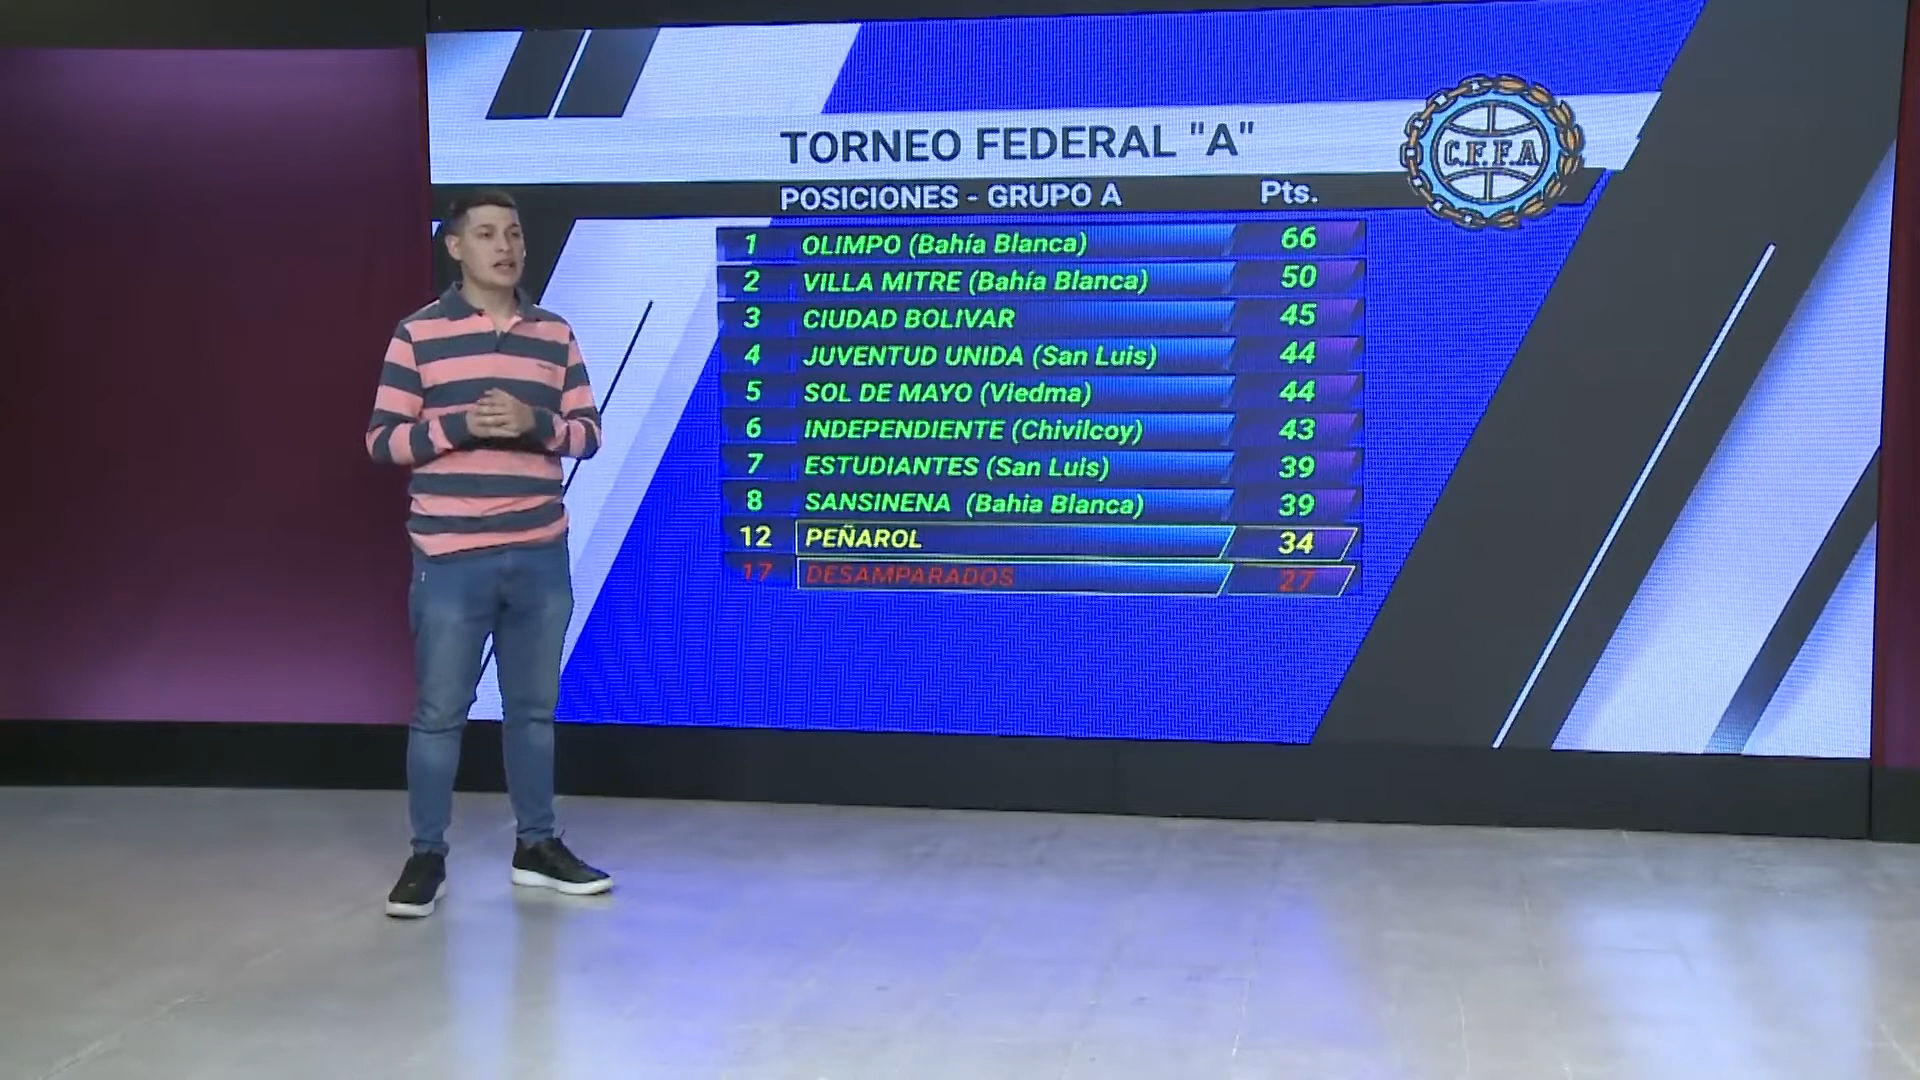 TORNEO FEDERAL "A"
C.F.F.A
POSICIONES - GRUPO A Pts.
1 OLIMPO (Bahía Blanca) 66
2 VILLA MITRE (Bahía Blanca) 50
3 CIUDAD BOLIVAR 45
4 JUVENTUD UNIDA (San Luis) 44
5 SOL DE MAYO (Viedma) 44
6 INDEPENDIENTE (Chivilcoy) 43
7 ESTUDIANTES (San Luis) 39
8 SANSINENA (Bahia Blanca) 39
12 PEÑAROL 34
17 DESAMPARADOS 27